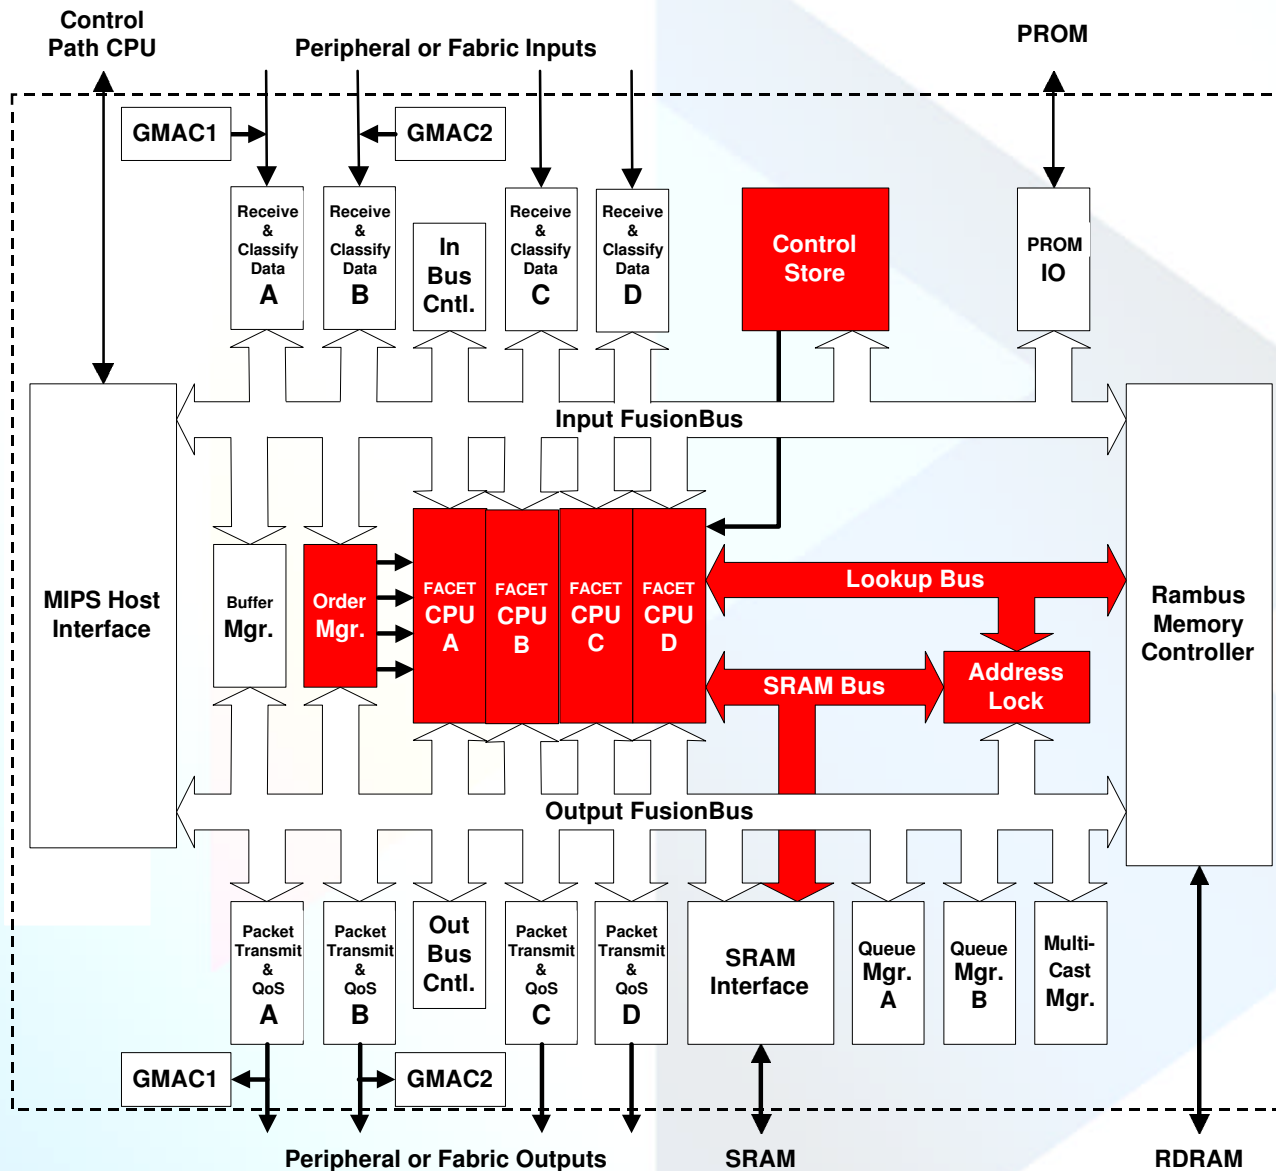 Control
Path CPU
Peripheral or Fabric Inputs
PROM
GMAC1
GMAC2
Receive
&
Classify
Data
A
Receive
&
Classify
Data
B
In
Bus
Cntl.
Receive
&
Classify
Data
C
Receive
&
Classify
Data
D
Control
Store
PROM
IO
Input FusionBus
MIPS Host
Interface
Buffer
Mgr.
Order
Mgr.
FACET
CPU
A
FACET
CPU
B
FACET
CPU
C
FACET
CPU
D
Lookup Bus
SRAM Bus
Address
Lock
Rambus
Memory
Controller
Output FusionBus
Packet
Transmit
&
QoS
A
Packet
Transmit
&
QoS
B
Out
Bus
Cntl.
Packet
Transmit
&
QoS
C
Packet
Transmit
&
QoS
D
SRAM
Interface
Queue
Mgr.
A
Queue
Mgr.
B
Multi-
Cast
Mgr.
GMAC1
GMAC2
Peripheral or Fabric Outputs
SRAM
RDRAM